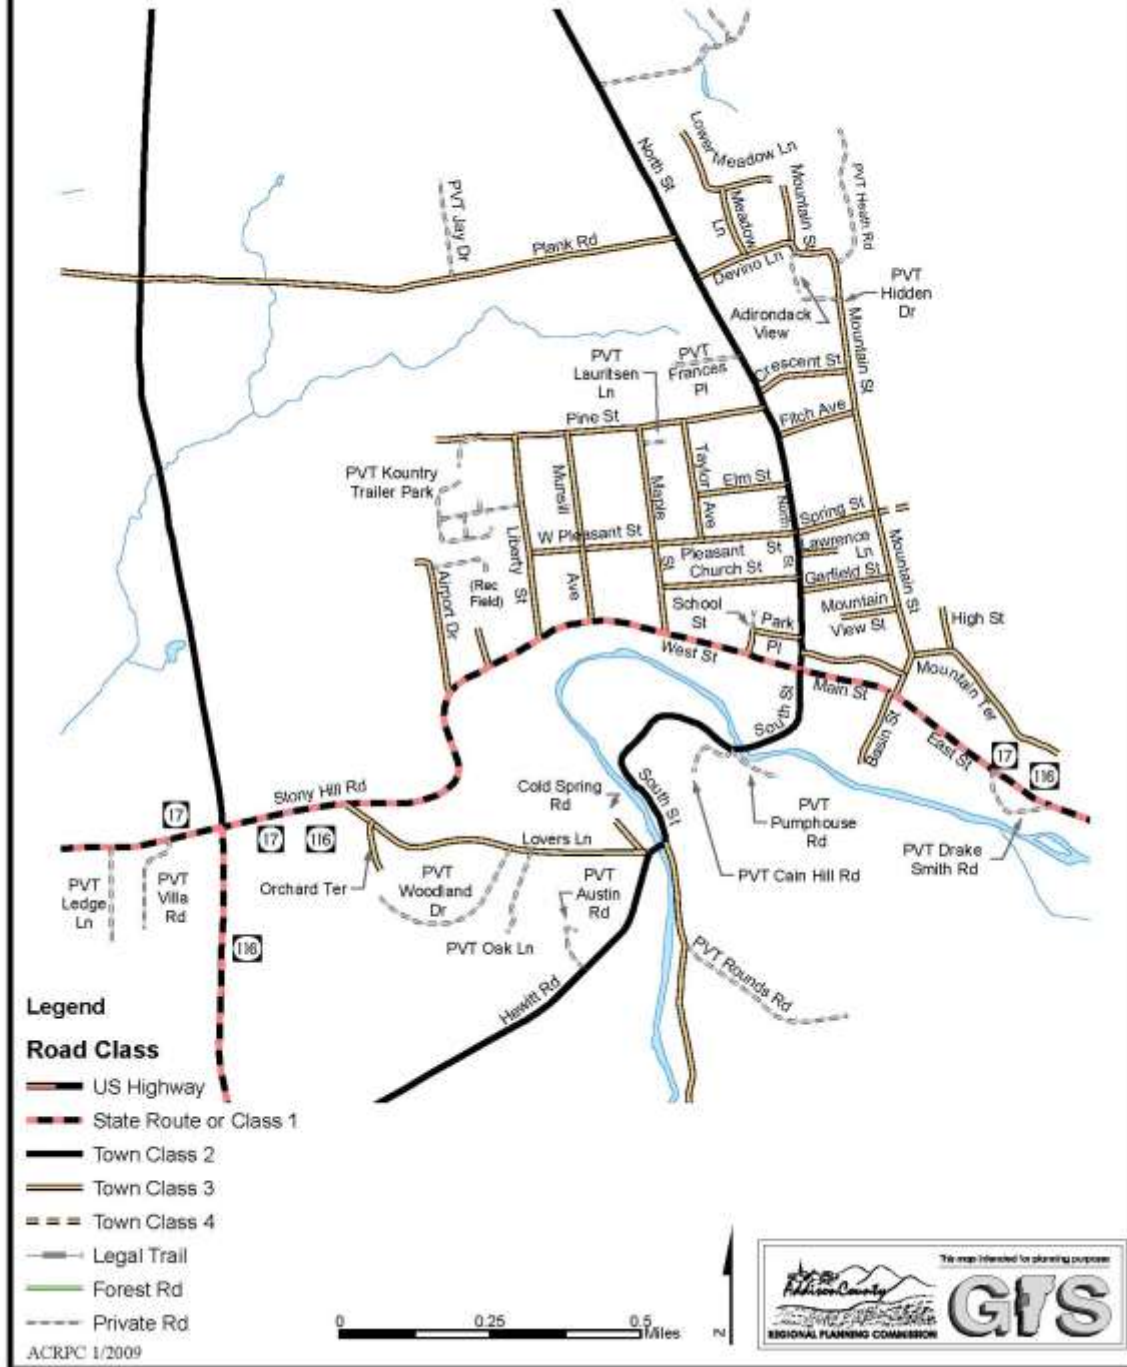 North St
Lower
Meadow Ln
Meadow
Ln
Mountain St
PVT Heath Rd
PVT Jay Dr
Plank Rd
Devino Ln
PVT
Hidden
Dr
Adirondack
View
Mountain St
PVT
Lauritsen
Ln
PVT
Frances
Pl
Crescent St
Pine St
Fitch Ave
PVT Kountry
Trailer Park
Munsill
Ave
Maple
St
Taylor
Ave
Elm St
North
St
Spring St
Liberty
St
W Pleasant St
Pleasant St
Church St
Lawrence
Ln
Garfield St
Mountain St
Airport Dr
(Rec
Field)
School
St
Park
Pl
Mountain
View St
High St
West St
Main St
Mountain Ter
South St
Basin St
East St
17
116
Stony Hill Rd
Cold Spring
Rd
South St
17
17
116
Lovers Ln
PVT
Pumphouse
Rd
PVT Drake
Smith Rd
PVT Cain Hill Rd
PVT
Ledge
Ln
PVT
Villa
Rd
Orchard Ter
PVT
Woodland
Dr
PVT
Austin
Rd
PVT Oak Ln
116
Hewitt Rd
PVT Rounds Rd
Legend
Road Class
US Highway
State Route or Class 1
Town Class 2
Town Class 3
Town Class 4
Legal Trail
Forest Rd
Private Rd
ACRPC 1/2009
0 0.25 0.5
Miles
N
This map intended for planning purposes
Addison County
REGIONAL PLANNING COMMISSION
GIS